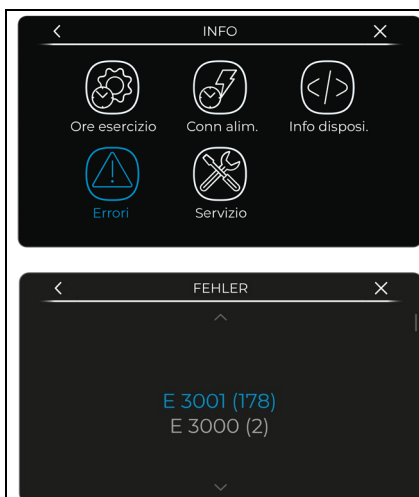 INFO
Ore esercizio Conn alim. Info disposi.
Errori Servizio
FEHLER
E 3001 (178)
E 3000 (2)